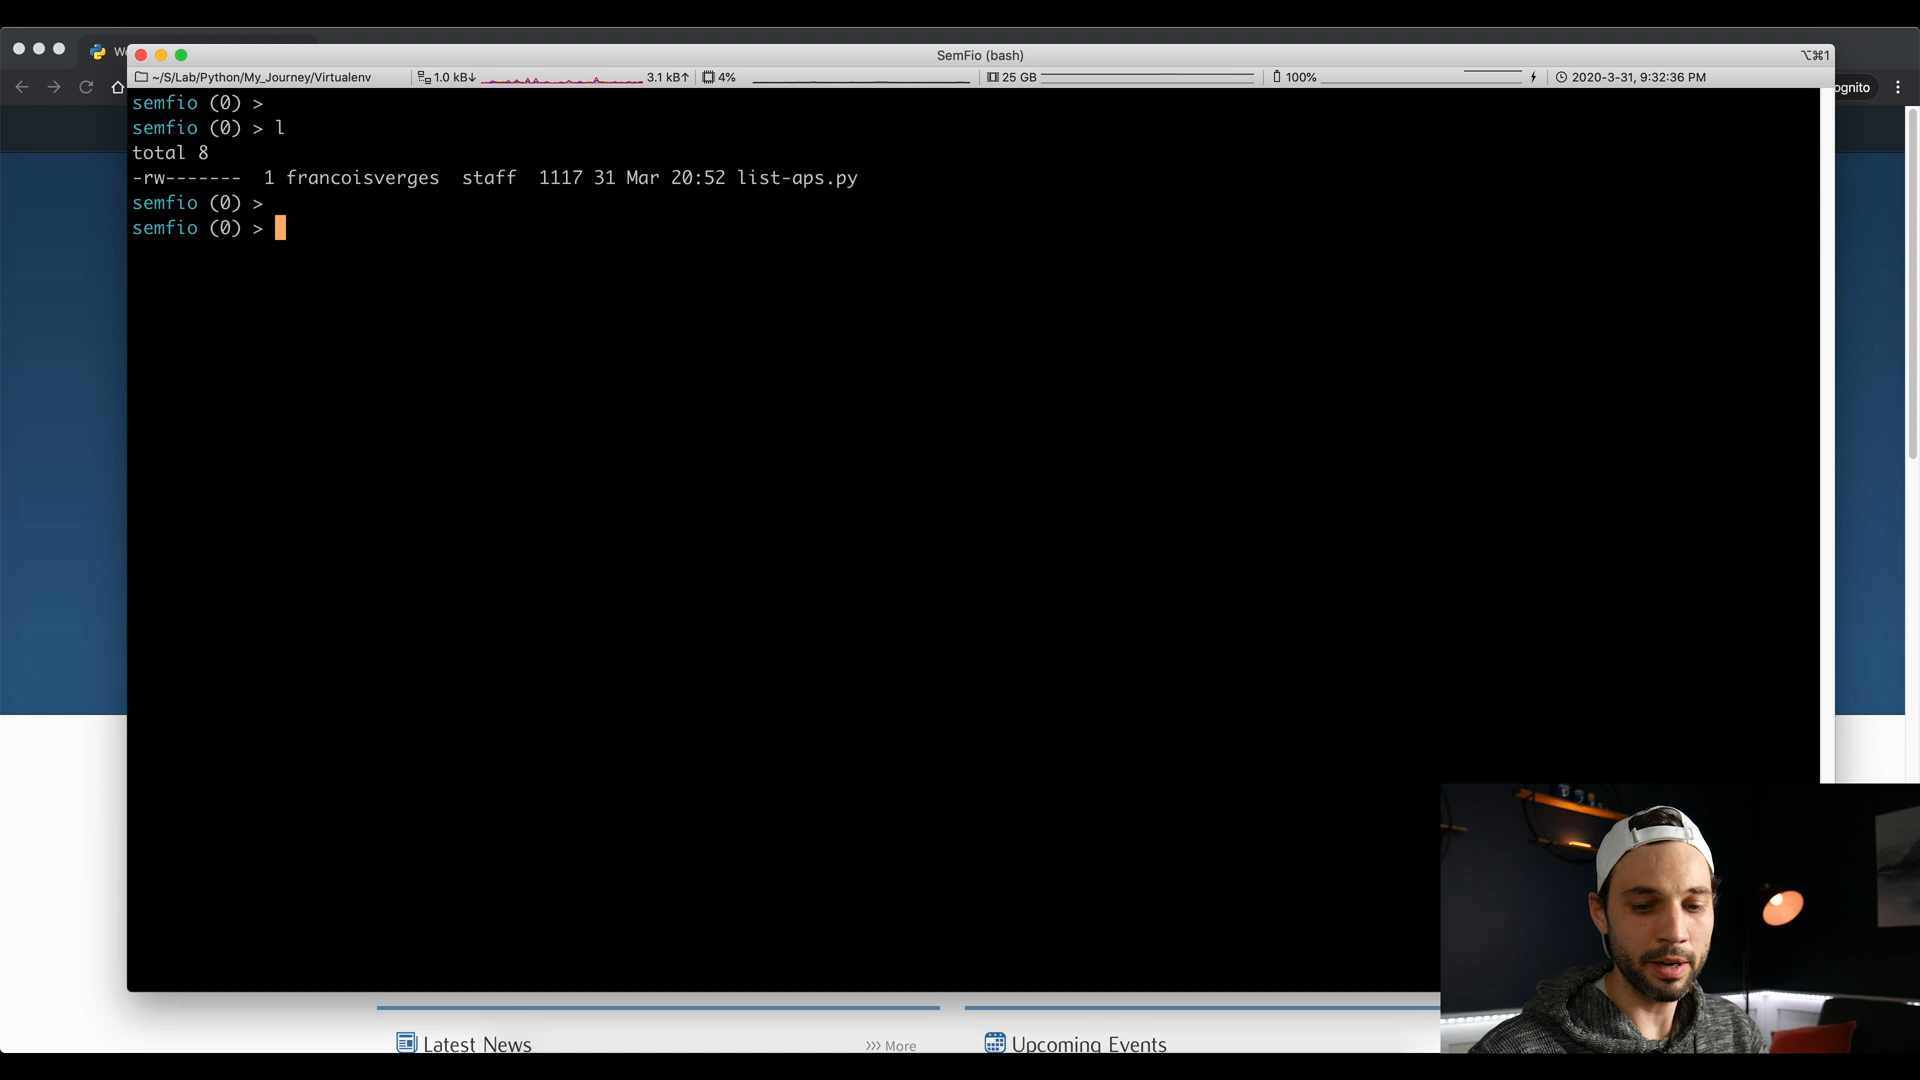 W
SemFio (bash)
⌥⌘1
~/S/Lab/Python/My_Journey/Virtualenv
1.0 kB↓
3.1 kB↑
4%
25 GB
100%
2020-3-31, 9:32:36 PM
ognito
semfio (0) >
semfio (0) > l
total 8
-rw-------  1 francoisverges  staff  1117 31 Mar 20:52 list-aps.py
semfio (0) >
semfio (0) >
Latest News
>>> More
Upcoming Events